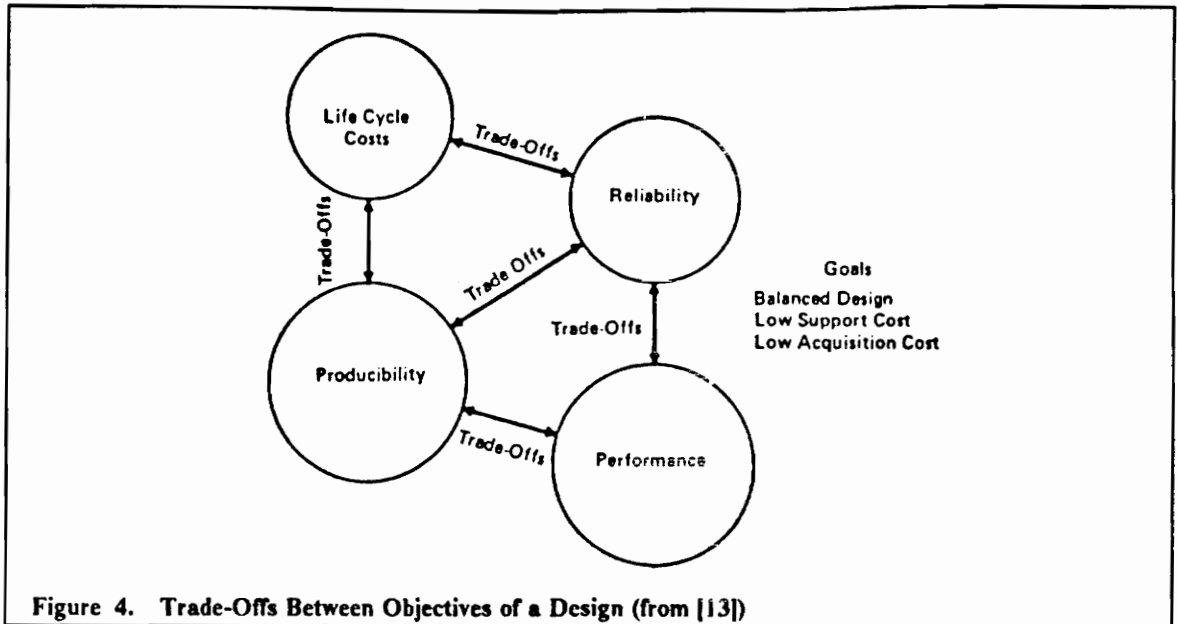 Life Cycle
Costs
Trade-Offs
Reliability
Trade-Offs
Trade Offs
Goals
Balanced Design
Low Support Cost
Low Acquisition Cost
Trade-Offs
Producibility
Trade-Offs
Performance
Figure 4. Trade-Offs Between Objectives of a Design (from [13])